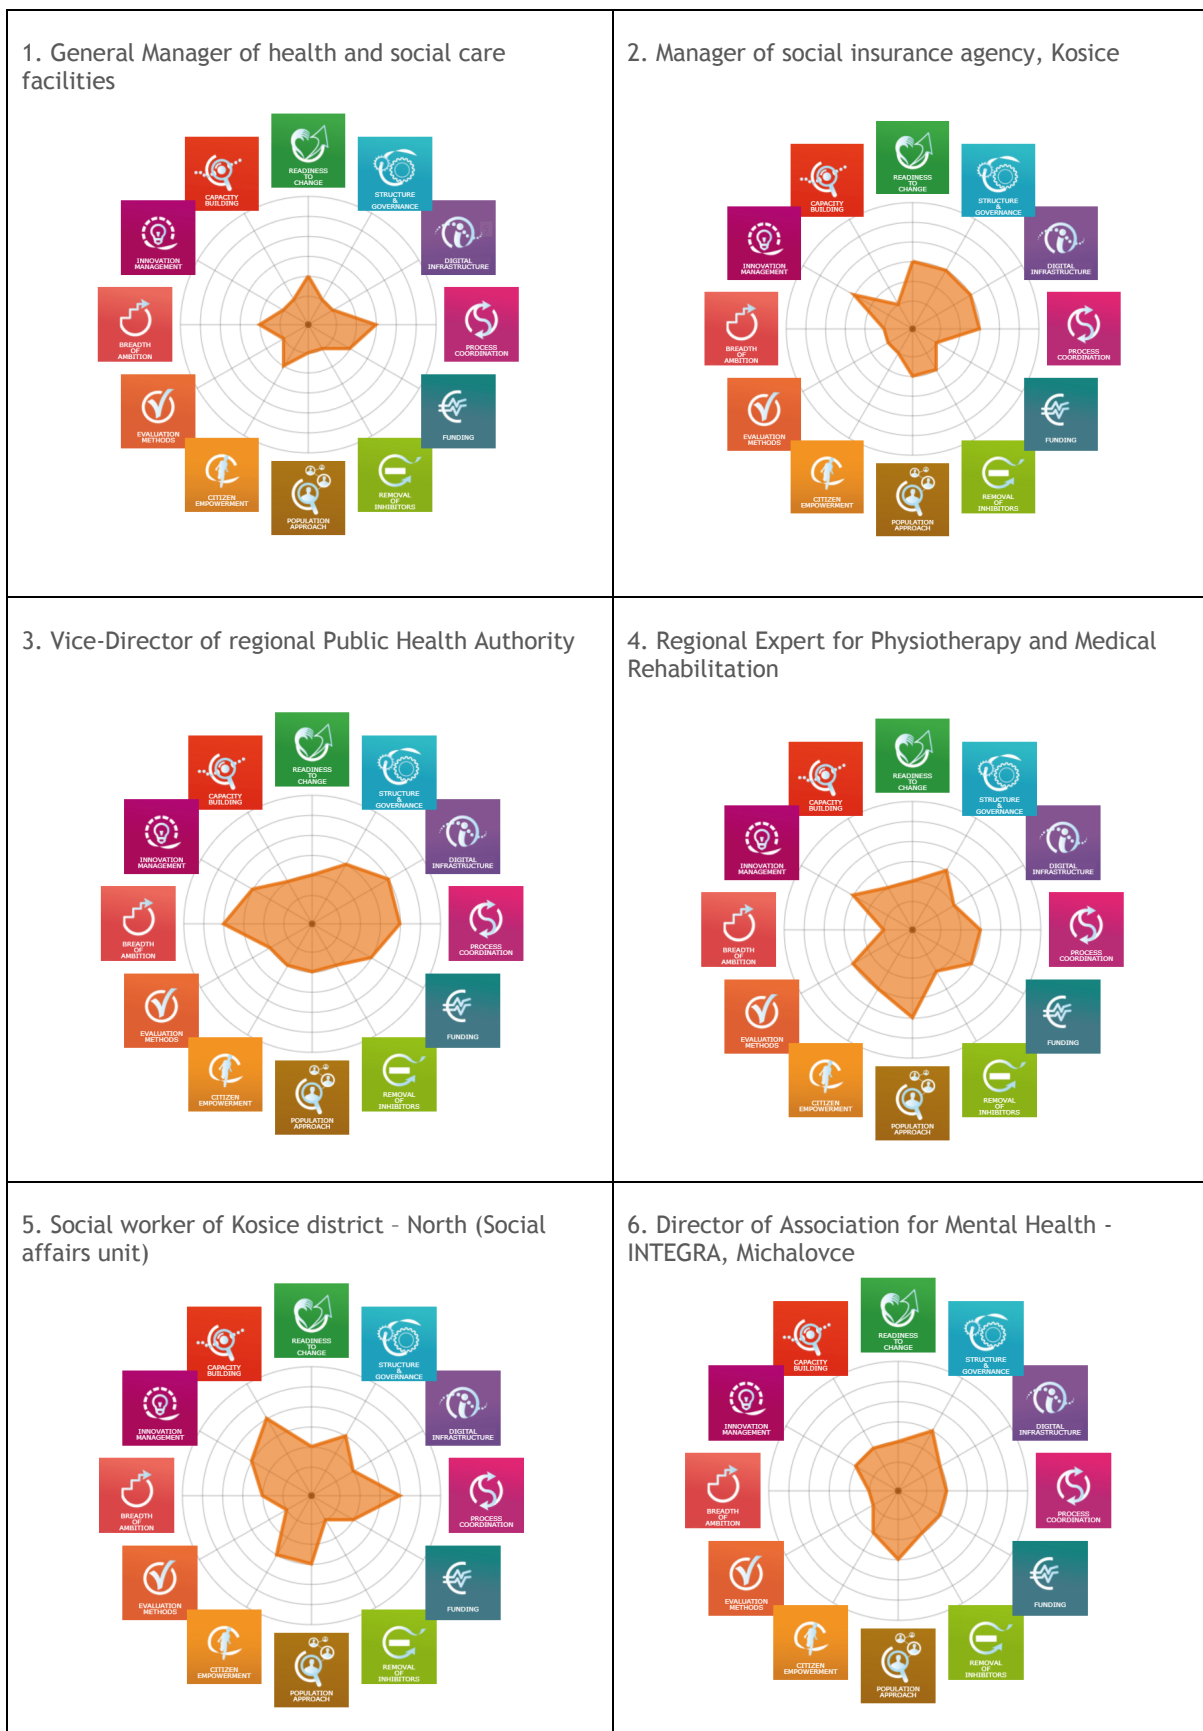 1. General Manager of health and social care
facilities
READINESS
TO
CHANGE
STRUCTURE
&
GOVERNANCE
DIGITAL
INFRASTRUCTURE
PROCESS
COORDINATION
FUNDING
REMOVAL
OF
INHIBITORS
POPULATION
APPROACH
CITIZEN
EMPOWERMENT
EVALUATION
METHODS
BREADTH
OF
AMBITION
INNOVATION
MANAGEMENT
CAPACITY
BUILDING
2. Manager of social insurance agency, Kosice
READINESS
TO
CHANGE
STRUCTURE
&
GOVERNANCE
DIGITAL
INFRASTRUCTURE
PROCESS
COORDINATION
FUNDING
REMOVAL
OF
INHIBITORS
POPULATION
APPROACH
CITIZEN
EMPOWERMENT
EVALUATION
METHODS
BREADTH
OF
AMBITION
INNOVATION
MANAGEMENT
CAPACITY
BUILDING
3. Vice-Director of regional Public Health Authority
READINESS
TO
CHANGE
STRUCTURE
&
GOVERNANCE
DIGITAL
INFRASTRUCTURE
PROCESS
COORDINATION
FUNDING
REMOVAL
OF
INHIBITORS
POPULATION
APPROACH
CITIZEN
EMPOWERMENT
EVALUATION
METHODS
BREADTH
OF
AMBITION
INNOVATION
MANAGEMENT
CAPACITY
BUILDING
4. Regional Expert for Physiotherapy and Medical
Rehabilitation
READINESS
TO
CHANGE
STRUCTURE
&
GOVERNANCE
DIGITAL
INFRASTRUCTURE
PROCESS
COORDINATION
FUNDING
REMOVAL
OF
INHIBITORS
POPULATION
APPROACH
CITIZEN
EMPOWERMENT
EVALUATION
METHODS
BREADTH
OF
AMBITION
INNOVATION
MANAGEMENT
CAPACITY
BUILDING
5. Social worker of Kosice district – North (Social
affairs unit)
READINESS
TO
CHANGE
STRUCTURE
&
GOVERNANCE
DIGITAL
INFRASTRUCTURE
PROCESS
COORDINATION
FUNDING
REMOVAL
OF
INHIBITORS
POPULATION
APPROACH
CITIZEN
EMPOWERMENT
EVALUATION
METHODS
BREADTH
OF
AMBITION
INNOVATION
MANAGEMENT
CAPACITY
BUILDING
6. Director of Association for Mental Health -
INTEGRA, Michalovce
READINESS
TO
CHANGE
STRUCTURE
&
GOVERNANCE
DIGITAL
INFRASTRUCTURE
PROCESS
COORDINATION
FUNDING
REMOVAL
OF
INHIBITORS
POPULATION
APPROACH
CITIZEN
EMPOWERMENT
EVALUATION
METHODS
BREADTH
OF
AMBITION
INNOVATION
MANAGEMENT
CAPACITY
BUILDING